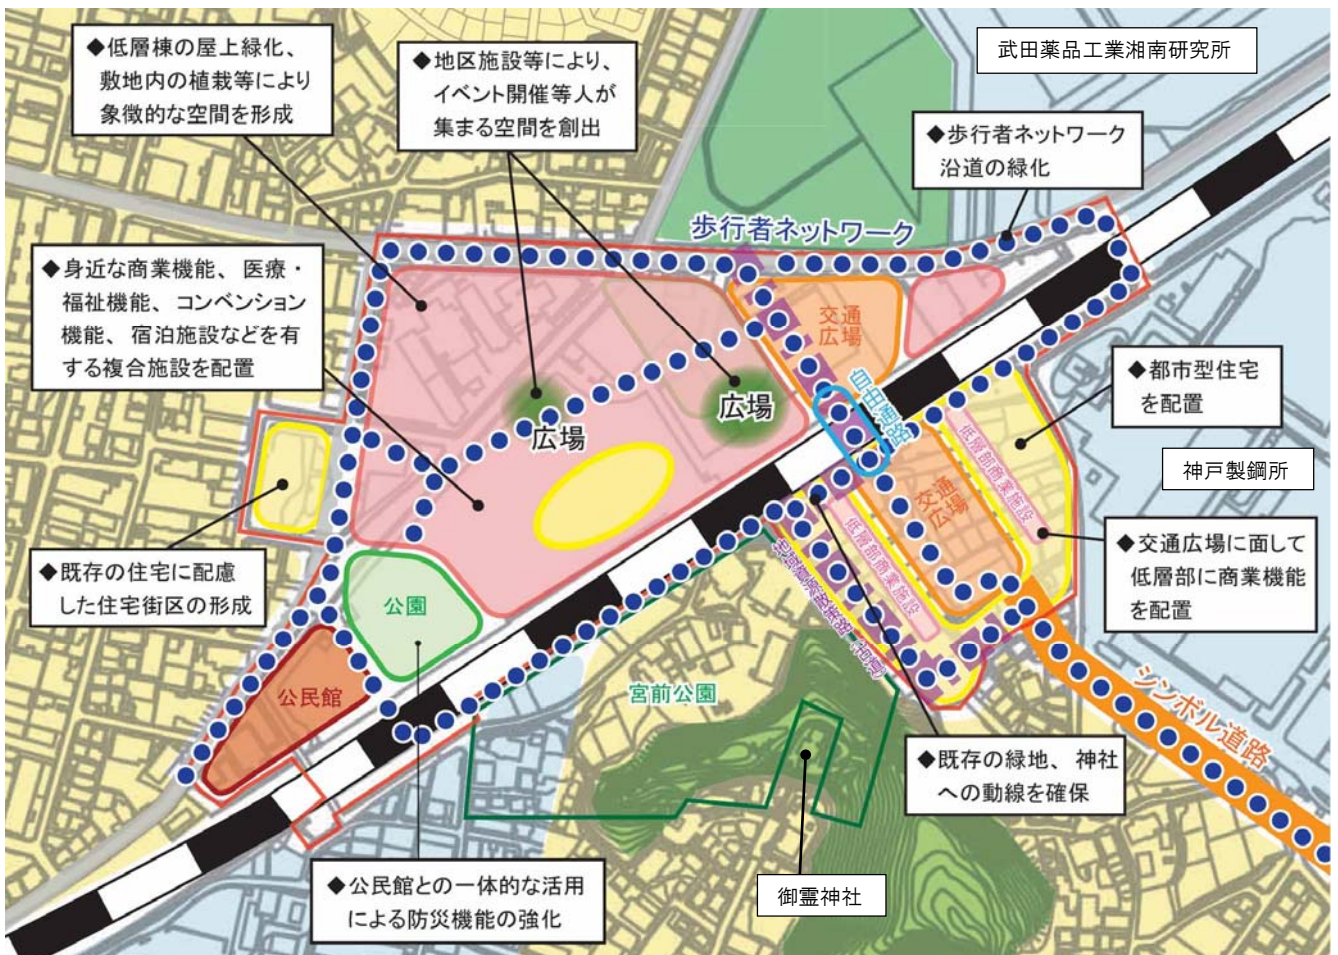 ◆低層棟の屋上緑化、
敷地内の植栽等により
象徴的な空間を形成
◆地区施設等により、
イベント開催等人が
集まる空間を創出
武田薬品工業湘南研究所
◆歩行者ネットワーク
沿道の緑化
歩行者ネットワーク
◆身近な商業機能、医療・
福祉機能、コンベンション
機能、宿泊施設などを有
する複合施設を配置
交通
広場
自由通路
◆都市型住宅
を配置
広場
広場
低層部商業施設
神戸製鋼所
交通
広場
低層部商業施設
◆交通広場に面して
低層部に商業機能
を配置
◆既存の住宅に配慮
した住宅街区の形成
公園
地域資源散策路（古道）
公民館
宮前公園
シンボル道路
◆既存の緑地、神社
への動線を確保
◆公民館との一体的な活用
による防災機能の強化
御霊神社